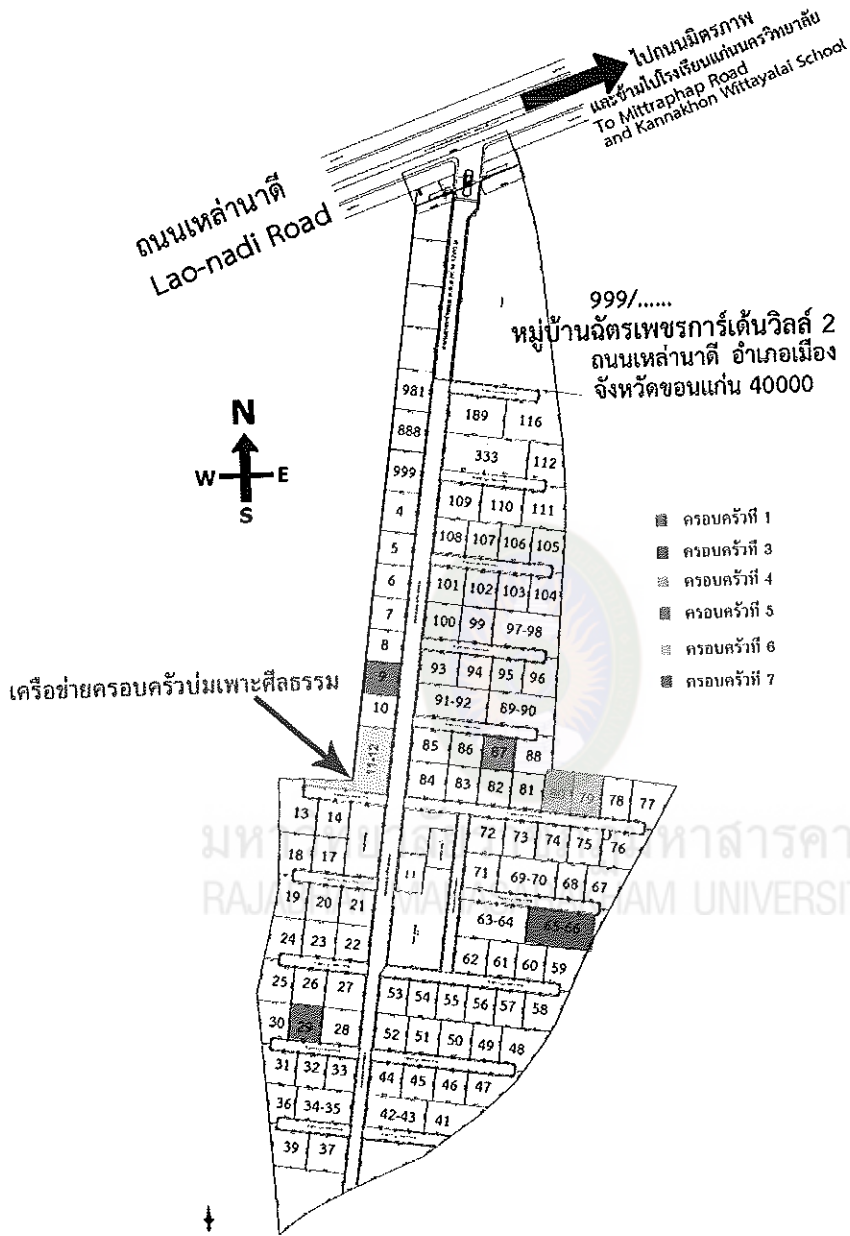 ไปถนนมิตรภาพ
และข้ามไปโรงเรียนแก่นนครวิทยาลัย
To Mittraphap Road
and Kannakhon Wittayalai School
ถนนเหล่านาดี
Lao-nadi Road
999/......
หมู่บ้านฉัตรเพชรการ์เด้นวิลล์ 2
ถนนเหล่านาดี อำเภอเมือง
จังหวัดขอนแก่น 40000
N
W E
S
ครอบครัวที่ 1
ครอบครัวที่ 3
ครอบครัวที่ 4
ครอบครัวที่ 5
ครอบครัวที่ 6
ครอบครัวที่ 7
เครือข่ายครอบครัวบ่มเพาะศีลธรรม
981
189 116
888
333 112
999
109 110 111
4
108 107 106 105
5
6
101 102 103 104
7
100 99 97-98
8
9
93 94 95 96
10
91-92 89-90
11-12
85 86 87 88
84 83 82 81 80 79 78 77
13 14
72 73 74 75 76
18 17
71 69-70 68 67
19 20 21
63-64 65-66
24 23 22
62 61 60 59
25 26 27
53 54 55 56 57 58
30 29 28
52 51 50 49 48
31 32 33
44 45 46 47
36 34-35
42-43 41
39 37
RAJABHAT MAHASARAKHAM UNIVERSITY